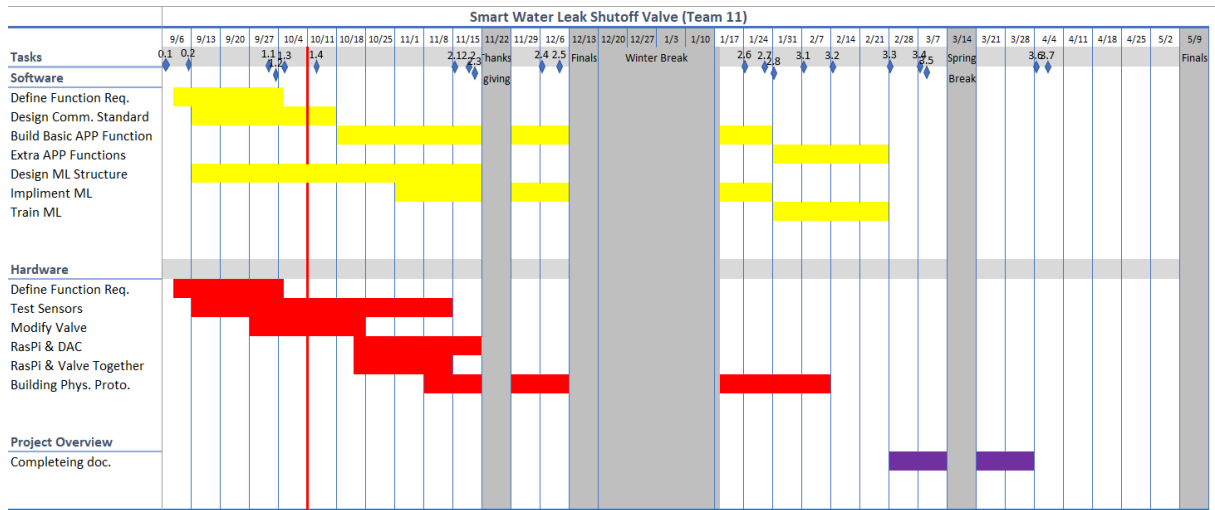 Smart Water Leak Shutoff Valve (Team 11)
9/6 9/13 9/20 9/27 10/4 10/11 10/18 10/25 11/1 11/8 11/15 11/22 11/29 12/6 12/13 12/20 12/27 1/3 1/10 1/17 1/24 1/31 2/7 2/14 2/21 2/28 3/7 3/14 3/21 3/28 4/4 4/11 4/18 4/25 5/2 5/9
0.1 0.2 1.1 1.3 1.4 2.1 2.2 2.4 2.5 2.6 2.7 3.1 3.2 3.3 3.4 3.6 3.7
Tasks Thanks Finals Winter Break Spring Finals
1.2 2.3 2.8 3.5
Software giving Break
Define Function Req.
Design Comm. Standard
Build Basic APP Function
Extra APP Functions
Design ML Structure
Impliment ML
Train ML
Hardware
Define Function Req.
Test Sensors
Modify Valve
RasPi & DAC
RasPi & Valve Together
Building Phys. Proto.
Project Overview
Completeing doc.